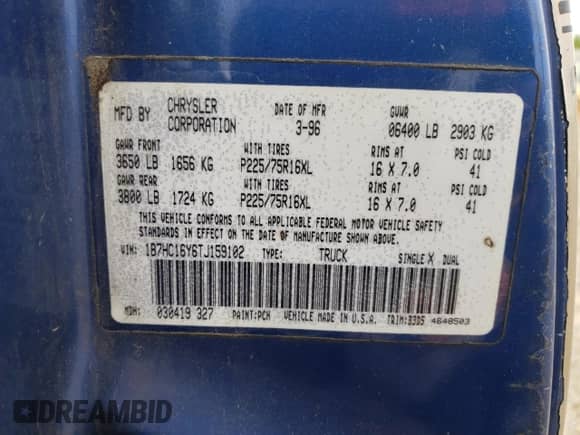 MFD BY CHRYSLER CORPORATION DATE OF MFR 3-96 GVWR 06400 LB 2903 KG
GAWR FRONT WITH TIRES RIMS AT PSI COLD
3650 LB 1656 KG P225/75R16XL 16 X 7.0 41
GAWR REAR WITH TIRES RIMS AT PSI COLD
3800 LB 1724 KG P225/75R16XL 16 X 7.0 41
THIS VEHICLE CONFORMS TO ALL APPLICABLE FEDERAL MOTOR VEHICLE SAFETY
STANDARDS IN EFFECT ON THE DATE OF MANUFACTURE SHOWN ABOVE.
VIN: 1B7HC16Y6TJ159102 TYPE: TRUCK SINGLE X DUAL
MDH: 030419 327 PAINT:PCH VEHICLE MADE IN U.S.A. TRIM:B3D5 4648503
DREAMBID